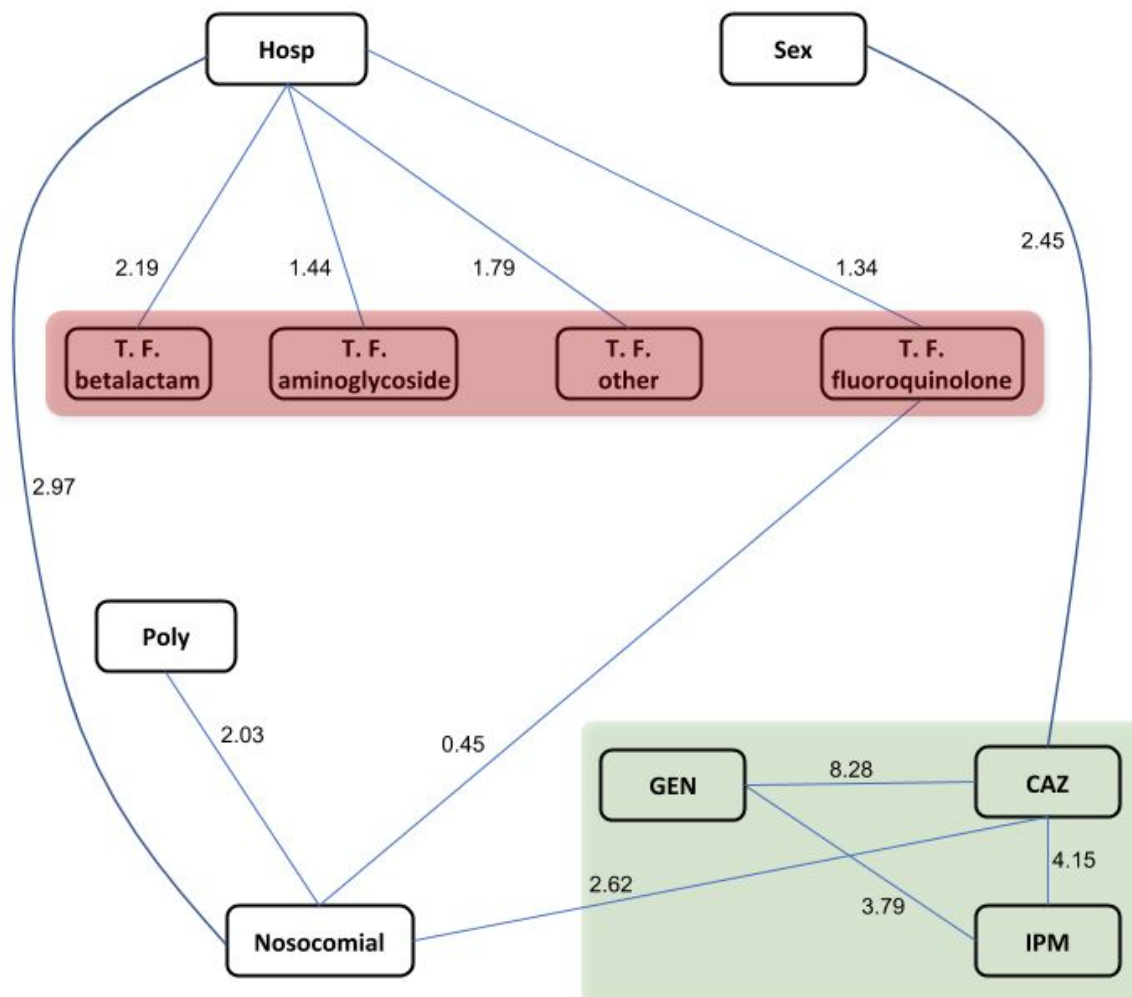 Hosp
Sex
2.45
2.19
1.44
1.79
1.34
T. F.
betalactam
T. F.
aminoglycoside
T. F.
other
T. F.
fluoroquinolone
2.97
Poly
2.03
0.45
GEN
8.28
CAZ
2.62
3.79
4.15
Nosocomial
IPM